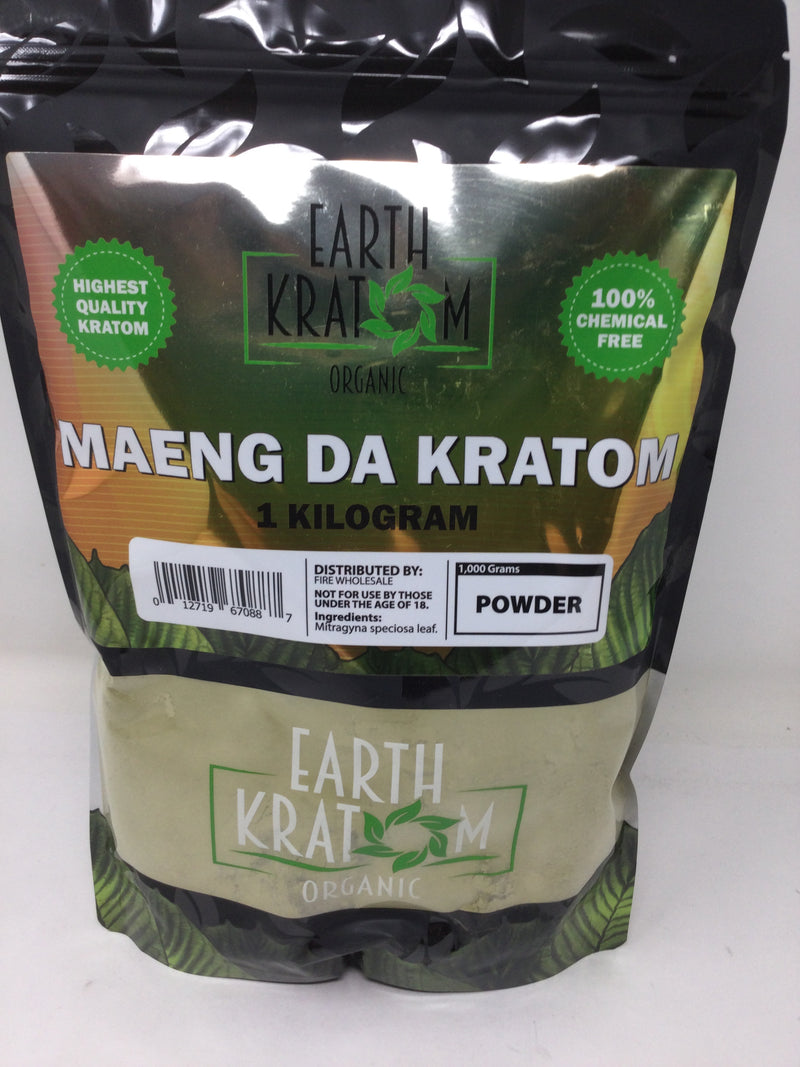 EARTH
KRATOM
ORGANIC
HIGHEST
QUALITY
KRATOM
100%
CHEMICAL
FREE
MAENG DA KRATOM
1 KILOGRAM
0 12719 67088 7
DISTRIBUTED BY:
FIRE WHOLESALE
NOT FOR USE BY THOSE
UNDER THE AGE OF 18.
Ingredients:
Mitragyna speciosa leaf.
1,000 Grams
POWDER
EARTH
KRATOM
ORGANIC